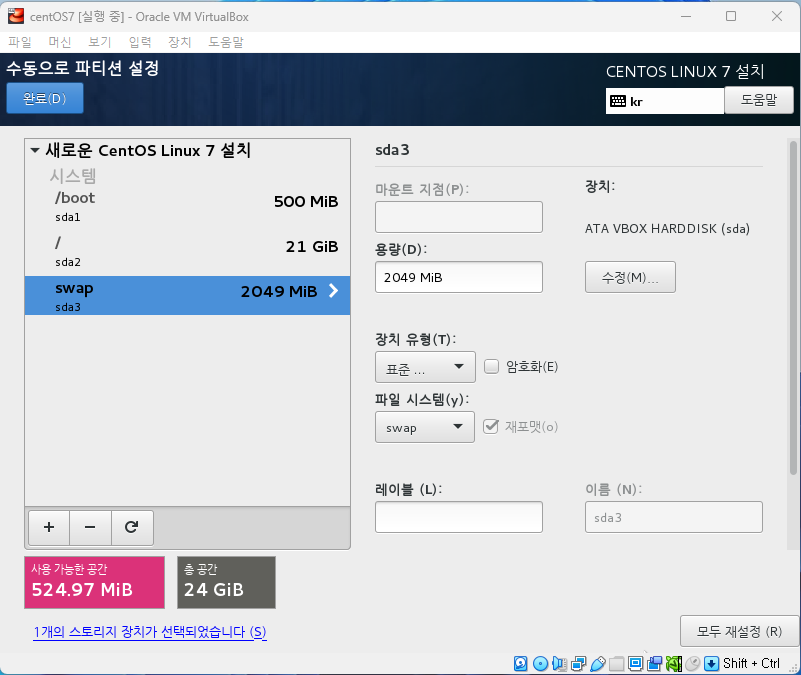 centOS7 [실행 중] - Oracle VM VirtualBox
파일 머신 보기 입력 장치 도움말
수동으로 파티션 설정
CENTOS LINUX 7 설치
완료(D)
kr
도움말
새로운 CentOS Linux 7 설치
시스템
/boot
500 MiB
sda1
/
21 GiB
sda2
swap
2049 MiB
sda3
sda3
마운트 지점(P):
장치:
ATA VBOX HARDDISK (sda)
용량(D):
2049 MiB
수정(M)...
장치 유형(T):
표준 ...
암호화(E)
파일 시스템(y):
swap
재포맷(o)
레이블 (L):
이름 (N):
sda3
+ −
사용 가능한 공간
524.97 MiB
총 공간
24 GiB
1개의 스토리지 장치가 선택되었습니다 (S)
모두 재설정 (R)
Shift + Ctrl